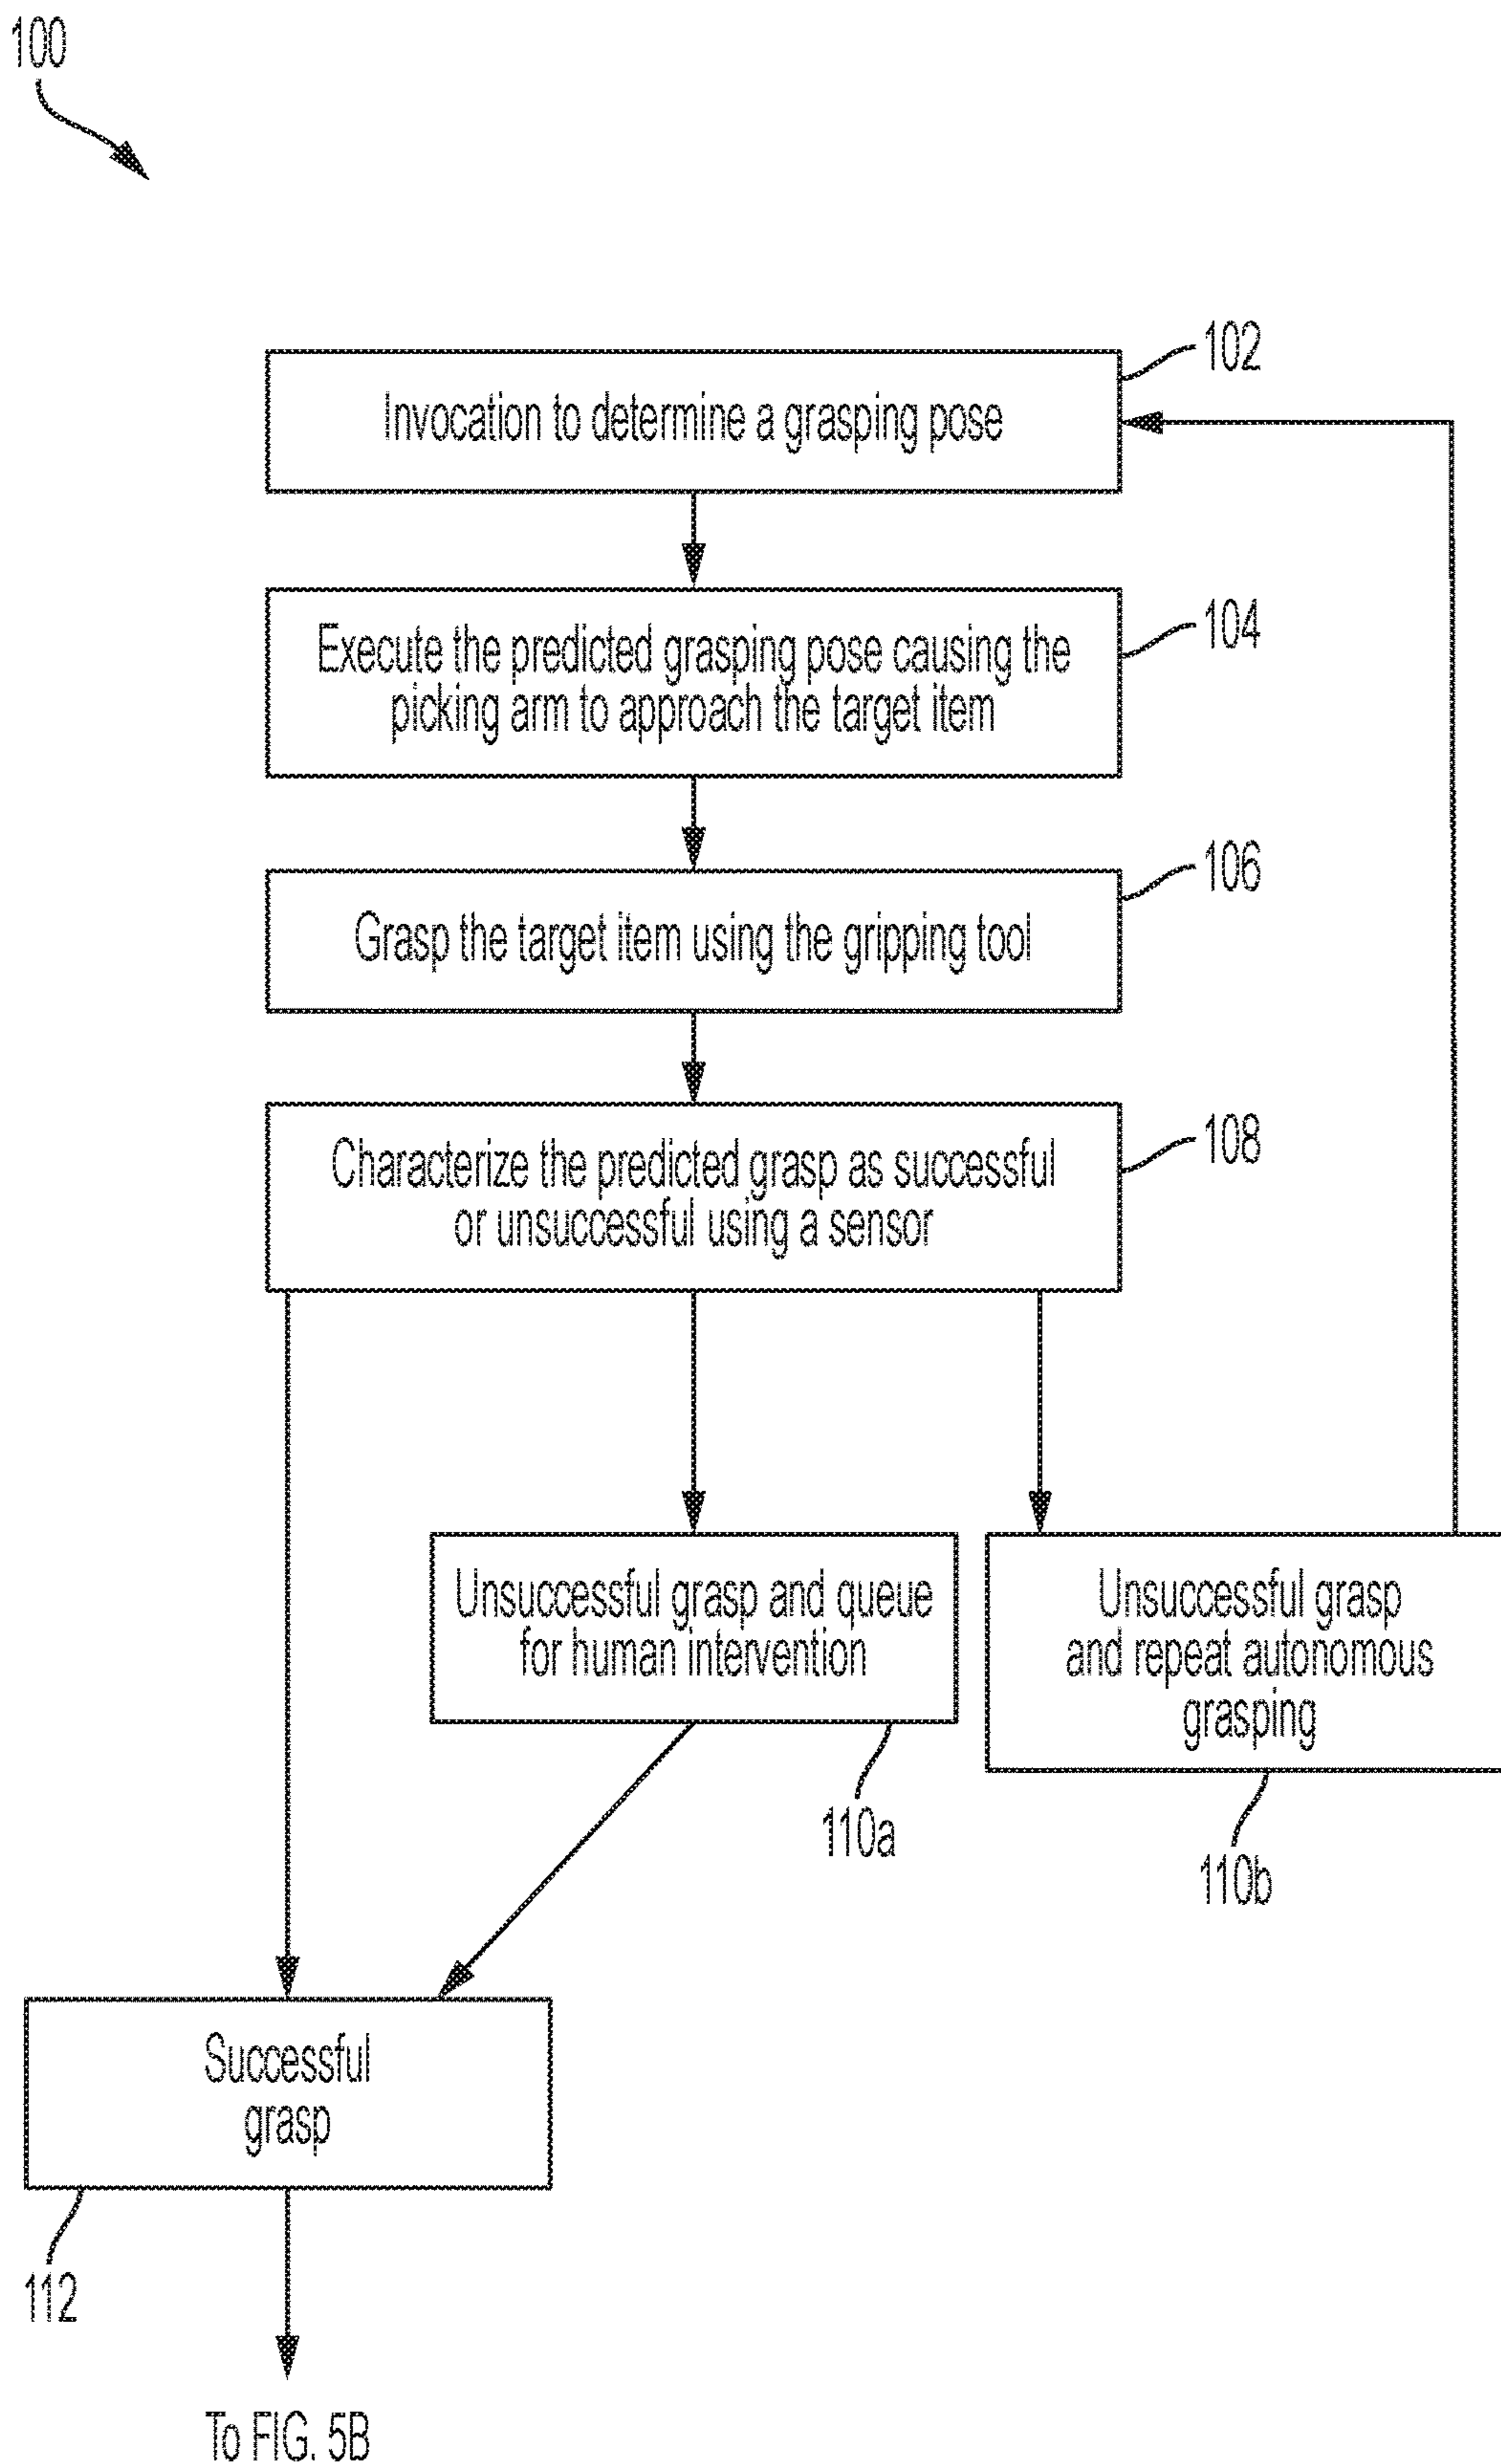 100
102
Invocation to determine a grasping pose
104
Execute the predicted grasping pose causing the
picking arm to approach the target item
106
Grasp the target item using the gripping tool
108
Characterize the predicted grasp as successful
or unsuccessful using a sensor
Unsuccessful grasp and queue
for human intervention
110a
Unsuccessful grasp
and repeat autonomous
grasping
110b
Successful
grasp
112
To FIG. 5B